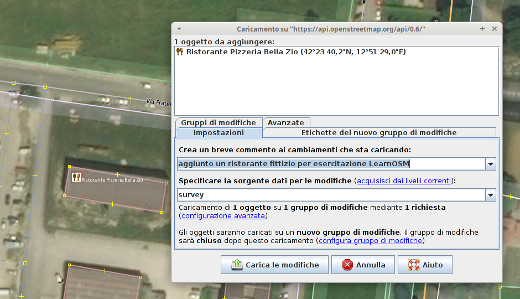 Caricamento su "https://api.openstreetmap.org/api/0.6/"
1 oggetto da aggiungere:
Ristorante Pizzeria Bella Zio (42°23'40,2"N, 12°51'29,0"E)
Gruppi di modifiche
Avanzate
Impostazioni
Etichette del nuovo gruppo di modifiche
Crea un breve commento ai cambiamenti che sta caricando:
aggiunto un ristorante fittizio per esercitazione LearnOSM
Specificare la sorgente dati per le modifiche (acquisisci dai livelli correnti):
survey
Caricamento di 1 oggetto su 1 gruppo di modifiche mediante 1 richiesta
(configurazione avanzata)
Gli oggetti saranno caricati su un nuovo gruppo di modifiche. Il gruppo di modifiche
sarà chiuso dopo questo caricamento (configura gruppo di modifiche)
Carica le modifiche
Annulla
Aiuto
Ristorante Pizzeria Bella Zio